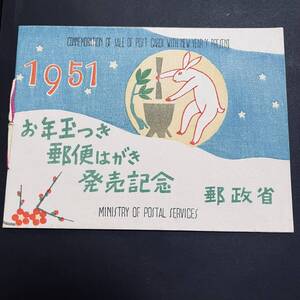 COMMEMORATION OF SALE OF POST CARDS WITH NEW YEAR'S PRESENT
1951
お年玉つき
郵便はがき
発売記念
郵政省
MINISTRY OF POSTAL SERVICES